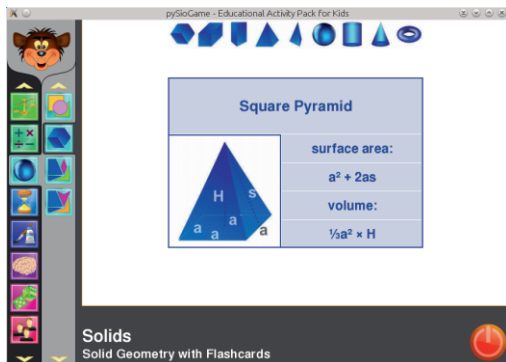 pySioGame - Educational Activity Pack for Kids
Square Pyramid
surface area:
a² + 2as
volume:
⅓a² × H
H
s
a
a
a
a
Solids
Solid Geometry with Flashcards